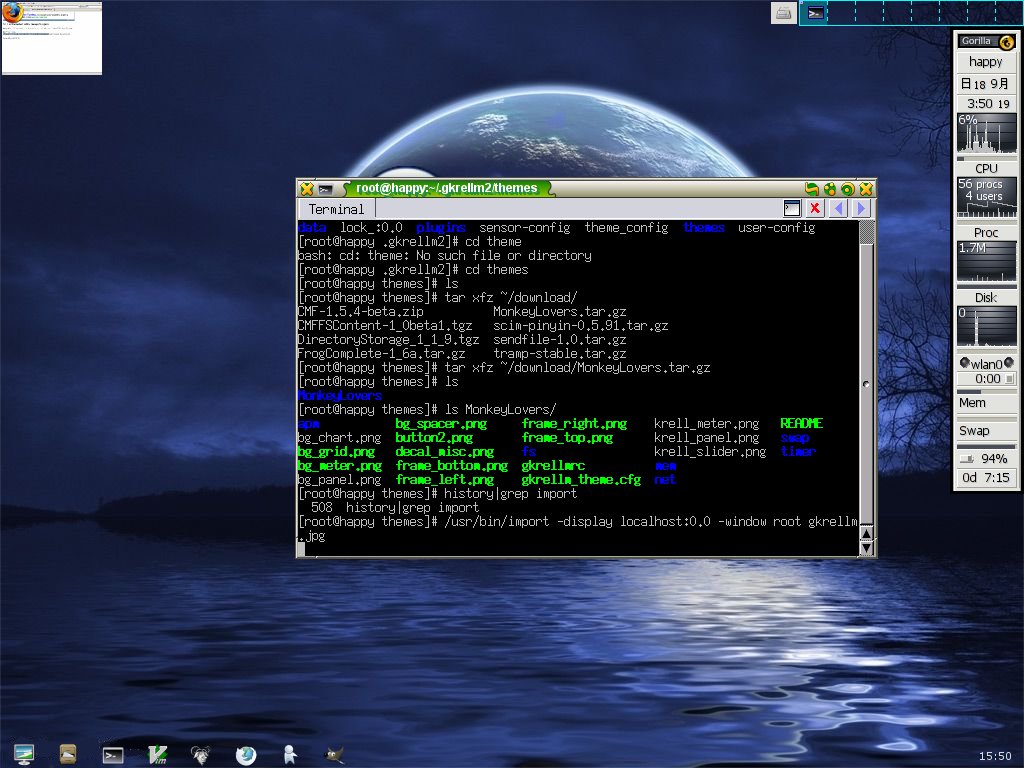 root@happy:~/.gkrellm2/themes
Terminal
data  lock_:0.0  plugins  sensor-config  theme_config  themes  user-config
[root@happy .gkrellm2]# cd theme
bash: cd: theme: No such file or directory
[root@happy .gkrellm2]# cd themes
[root@happy themes]# ls
[root@happy themes]# tar xfz ~/download/
CMF-1.5.4-beta.zip          MonkeyLovers.tar.gz
CMFFSContent-1_0beta1.tgz   scim-pinyin-0.5.91.tar.gz
DirectoryStorage_1_1_9.tgz  sendfile-1.0.tar.gz
FrogComplete-1_6a.tar.gz    tramp-stable.tar.gz
[root@happy themes]# tar xfz ~/download/MonkeyLovers.tar.gz
[root@happy themes]# ls
MonkeyLovers
[root@happy themes]# ls MonkeyLovers/
apm           bg_spacer.png     frame_right.png    krell_meter.png   README
bg_chart.png  button2.png       frame_top.png      krell_panel.png   swap
bg_grid.png   decal_misc.png    fs                 krell_slider.png  timer
bg_meter.png  frame_bottom.png  gkrellmrc          mem
bg_panel.png  frame_left.png    gkrellm_theme.cfg  net
[root@happy themes]# history|grep import
  508  history|grep import
[root@happy themes]# /usr/bin/import -display localhost:0.0 -window root gkrellm
.jpg
Gorilla
happy
日18 9月
3:50 19
6%
CPU
56 procs
4 users
Proc
1.7M
Disk
0
wlan0
0:00
Mem
Swap
94%
0d 7:15
Vim
15:50